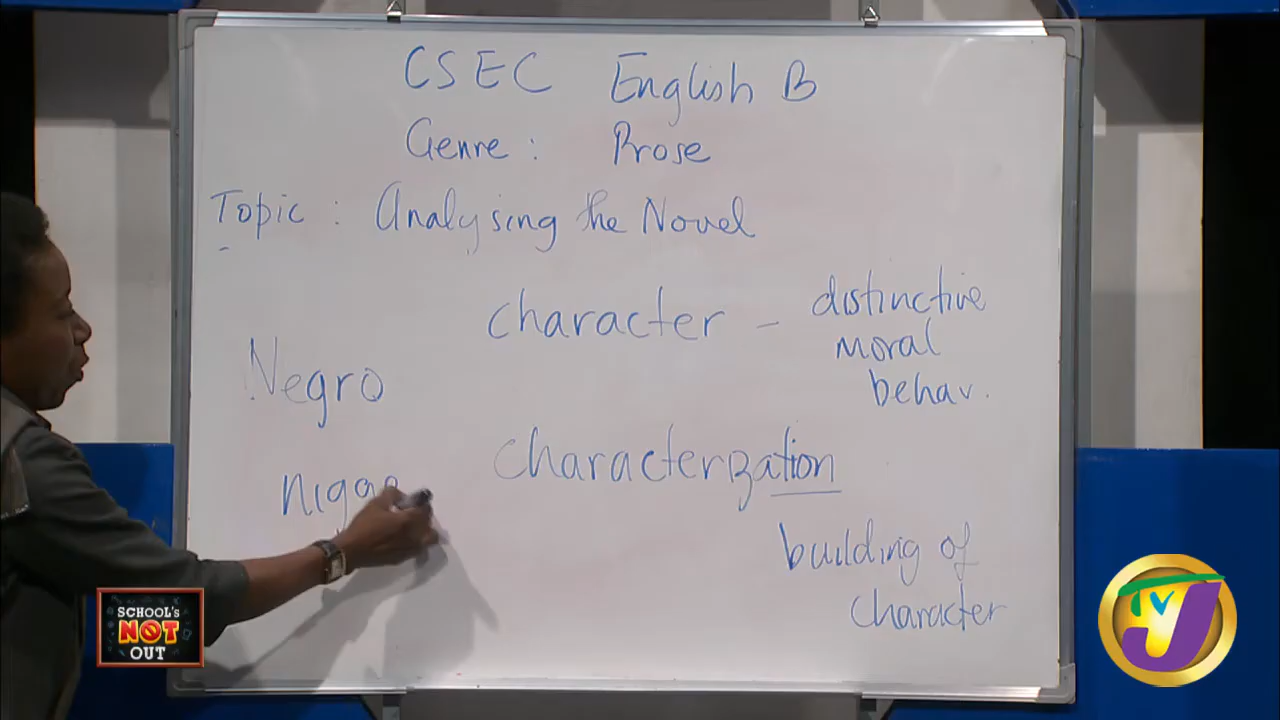 CSEC English B
Genre : Prose
Topic : Analysing the Novel
character - distinctive
moral
behav.
Negro
characterization
building of
character
SCHOOL'S
NOT
OUT
TVJ